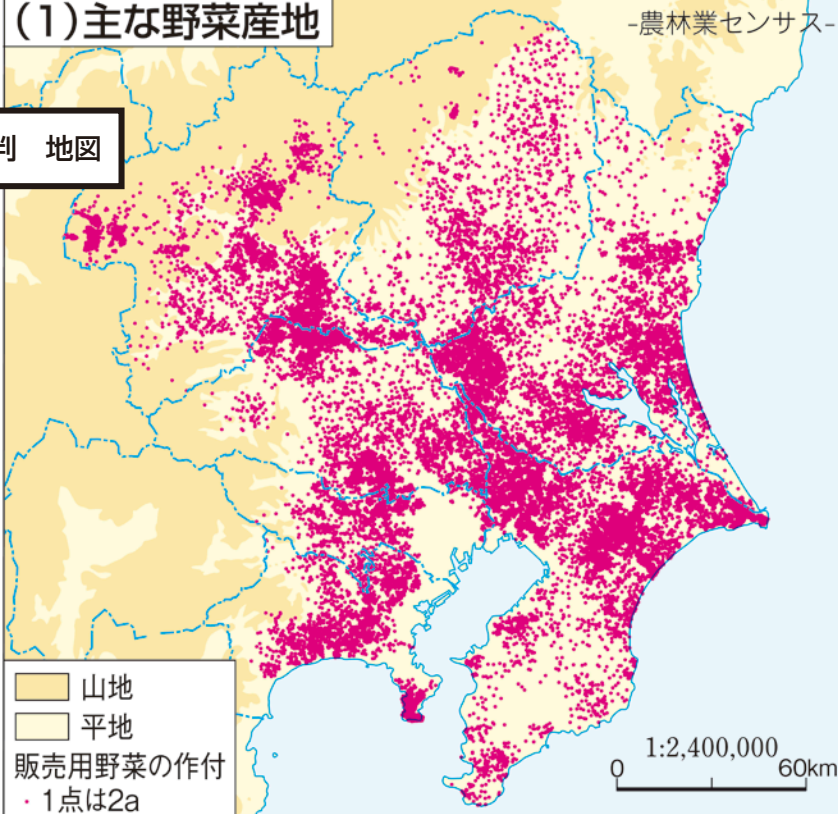 (1)主な野菜産地
-農林業センサス-
判　地図
山地
平地
販売用野菜の作付
・1点は2a
1:2,400,000
0 60km